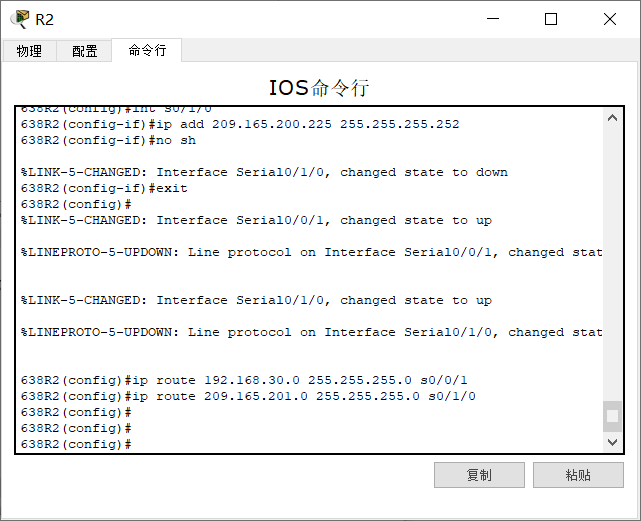 R2
物理 配置 命令行
IOS命令行
638R2(config)#int s0/1/0
638R2(config-if)#ip add 209.165.200.225 255.255.255.252
638R2(config-if)#no sh
%LINK-5-CHANGED: Interface Serial0/1/0, changed state to down
638R2(config-if)#exit
638R2(config)#
%LINK-5-CHANGED: Interface Serial0/0/1, changed state to up
%LINEPROTO-5-UPDOWN: Line protocol on Interface Serial0/0/1, changed stat
%LINK-5-CHANGED: Interface Serial0/1/0, changed state to up
%LINEPROTO-5-UPDOWN: Line protocol on Interface Serial0/1/0, changed stat
638R2(config)#ip route 192.168.30.0 255.255.255.0 s0/0/1
638R2(config)#ip route 209.165.201.0 255.255.255.0 s0/1/0
638R2(config)#
638R2(config)#
638R2(config)#
复制 粘贴